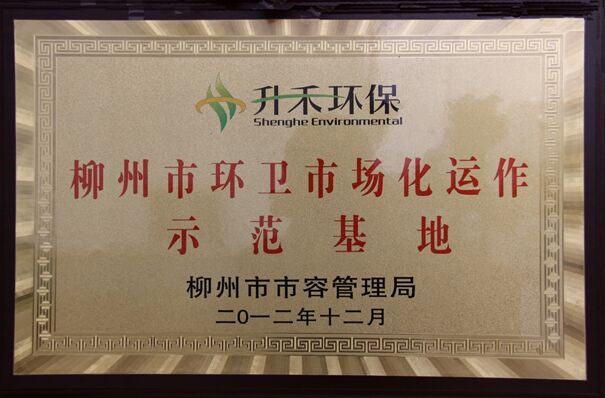 升禾环保
Shenghe Environmental
柳州市环卫市场化运作
示范基地
柳州市市容管理局
二〇一二年十二月